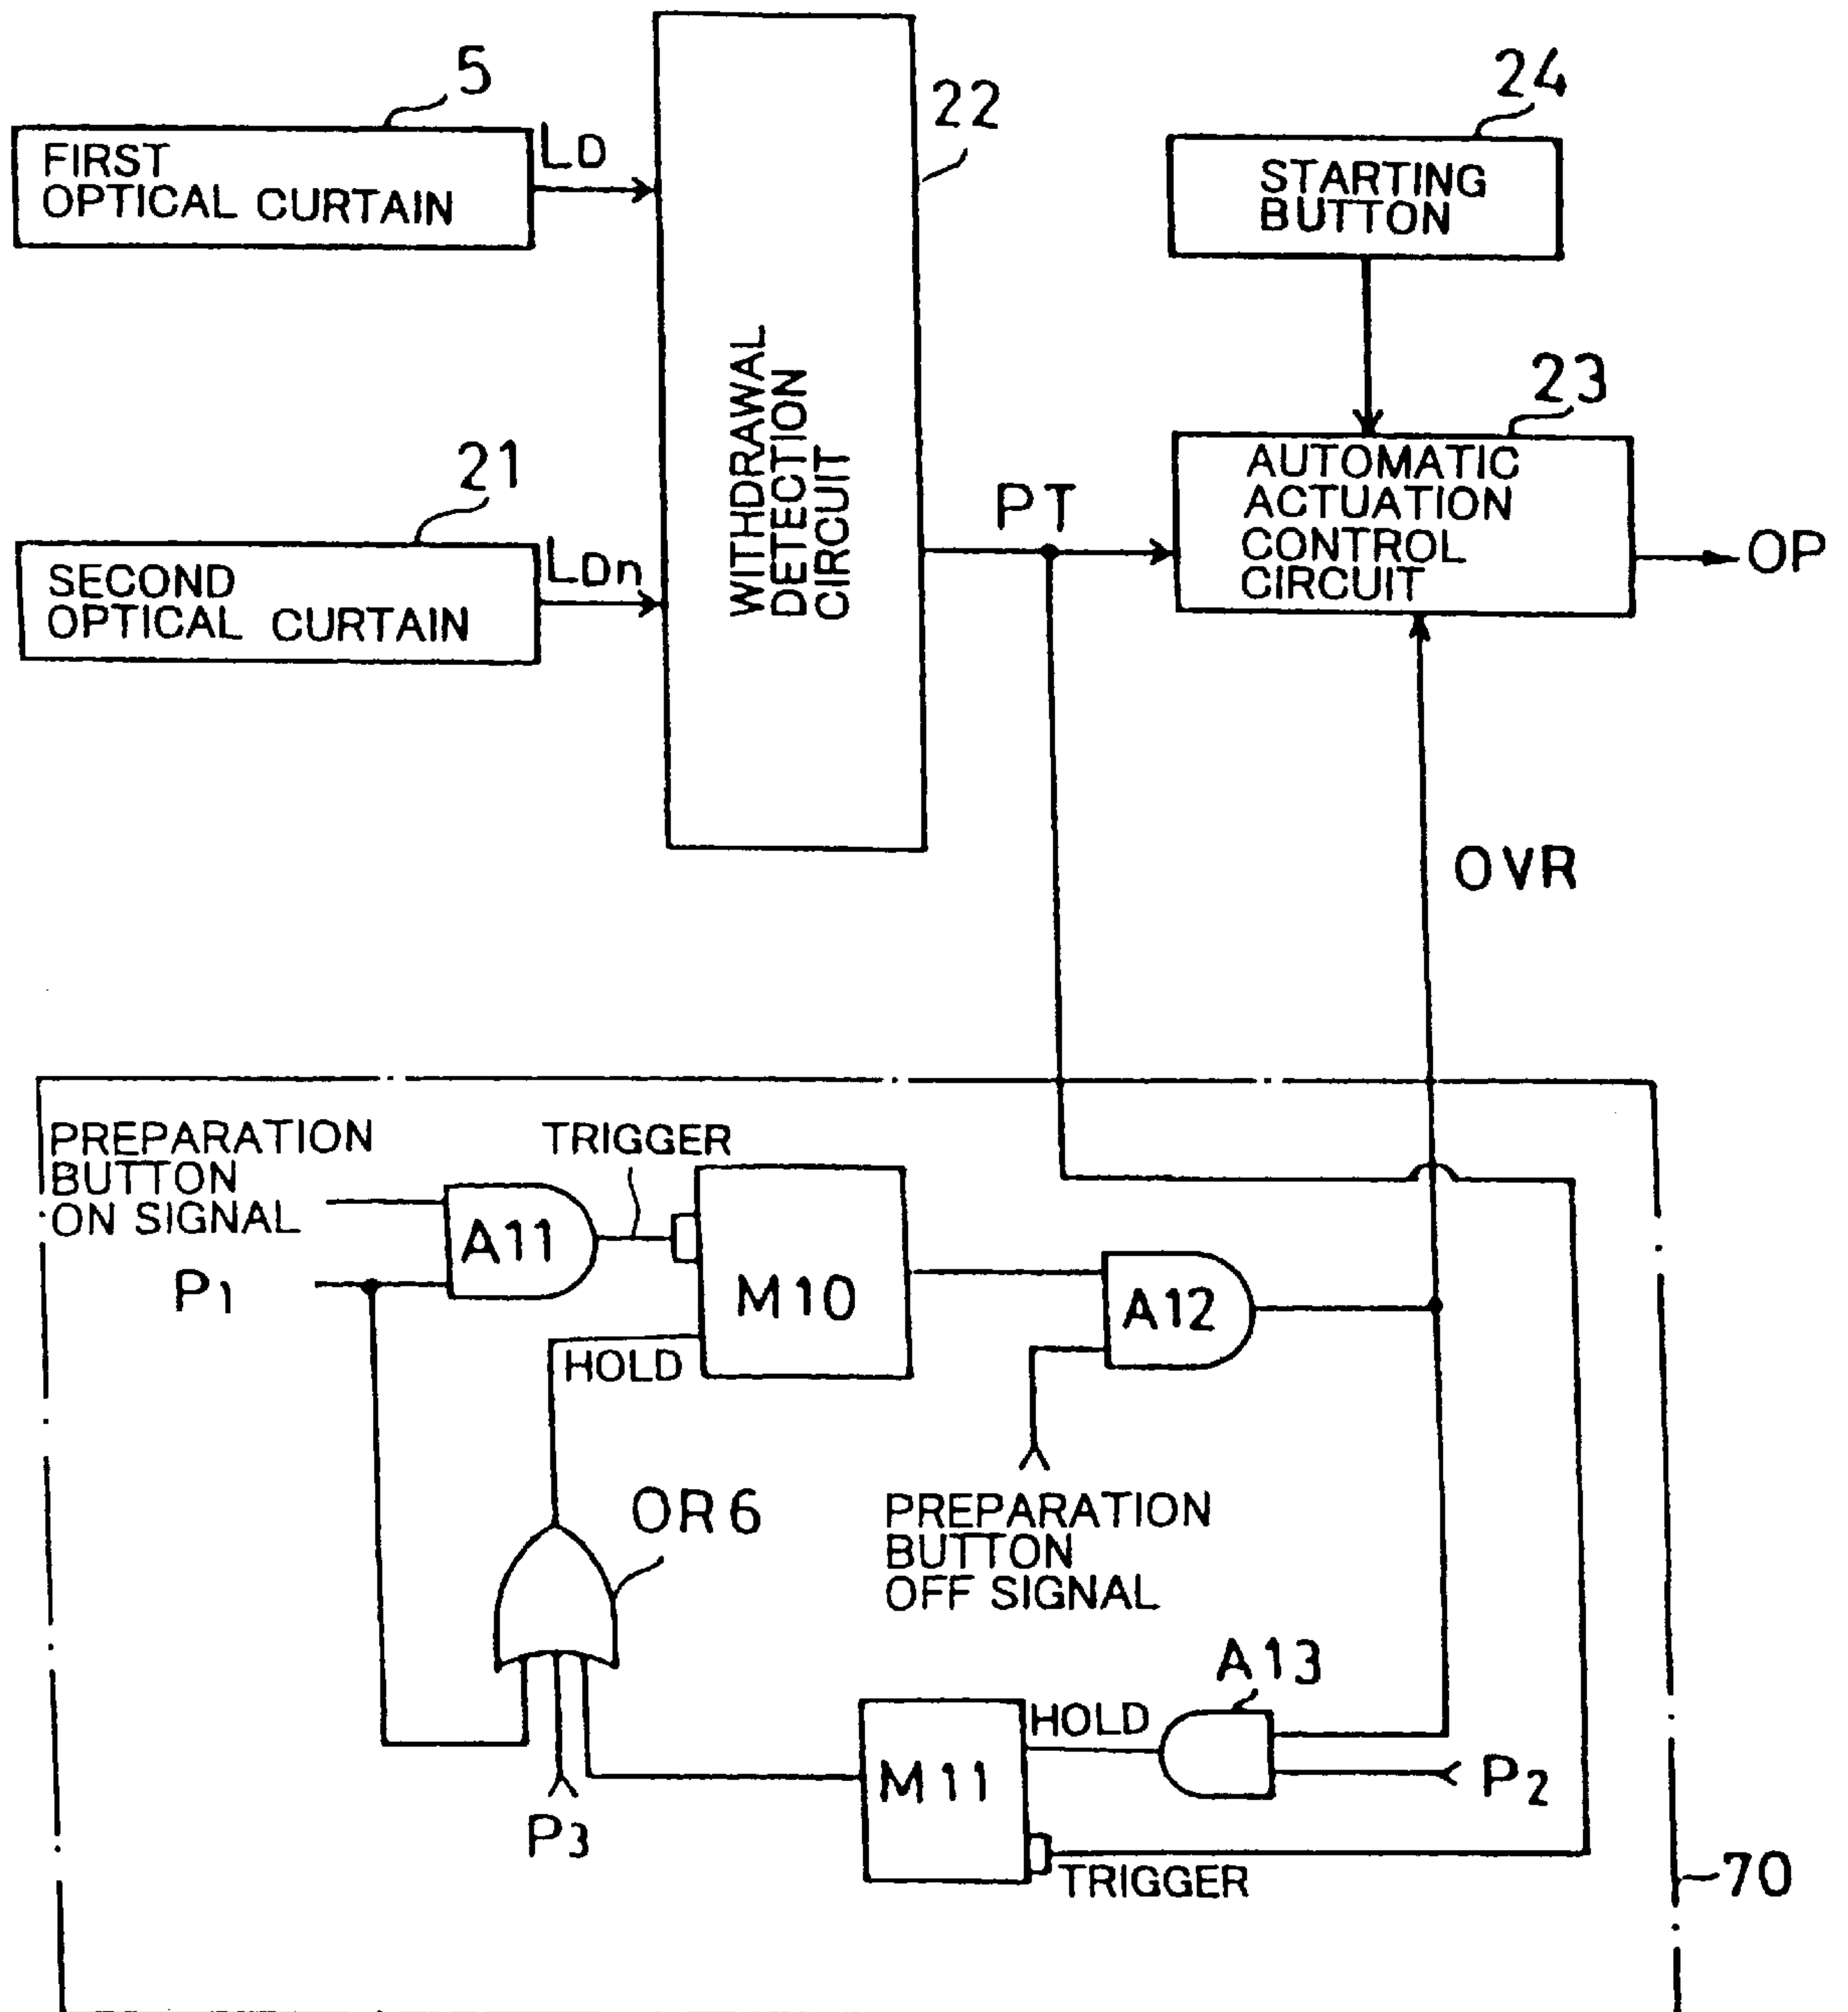 5
FIRST
OPTICAL CURTAIN
LD
22
24
STARTING
BUTTON
21
SECOND
OPTICAL CURTAIN
LDn
WITHDRAWAL
DETECTION
CIRCUIT
PT
23
AUTOMATIC
ACTUATION
CONTROL
CIRCUIT
OP
OVR
PREPARATION
BUTTON
ON SIGNAL
TRIGGER
A11
P1
M10
A12
HOLD
OR6
PREPARATION
BUTTON
OFF SIGNAL
A13
HOLD
M11
P2
P3
TRIGGER
70